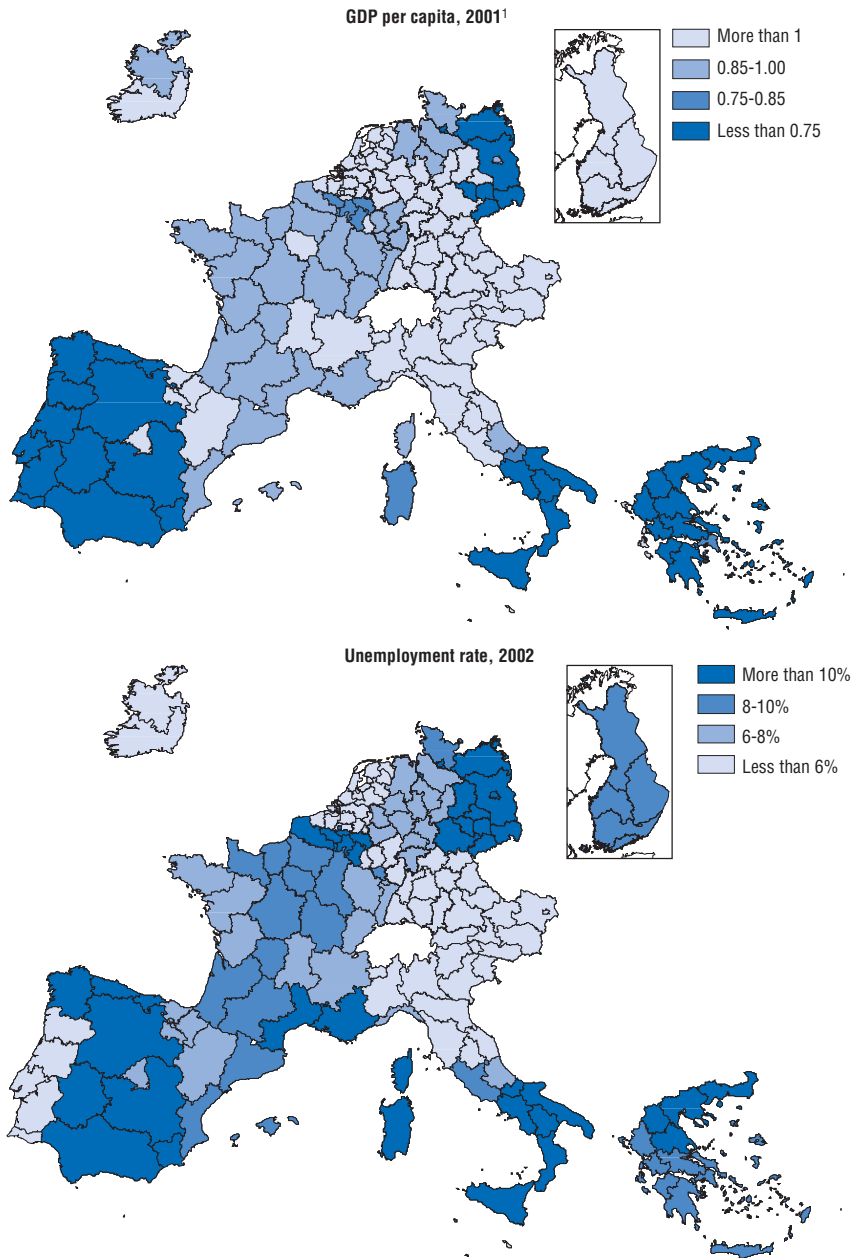 GDP per capita, 2001¹
More than 1
0.85-1.00
0.75-0.85
Less than 0.75
Unemployment rate, 2002
More than 10%
8-10%
6-8%
Less than 6%